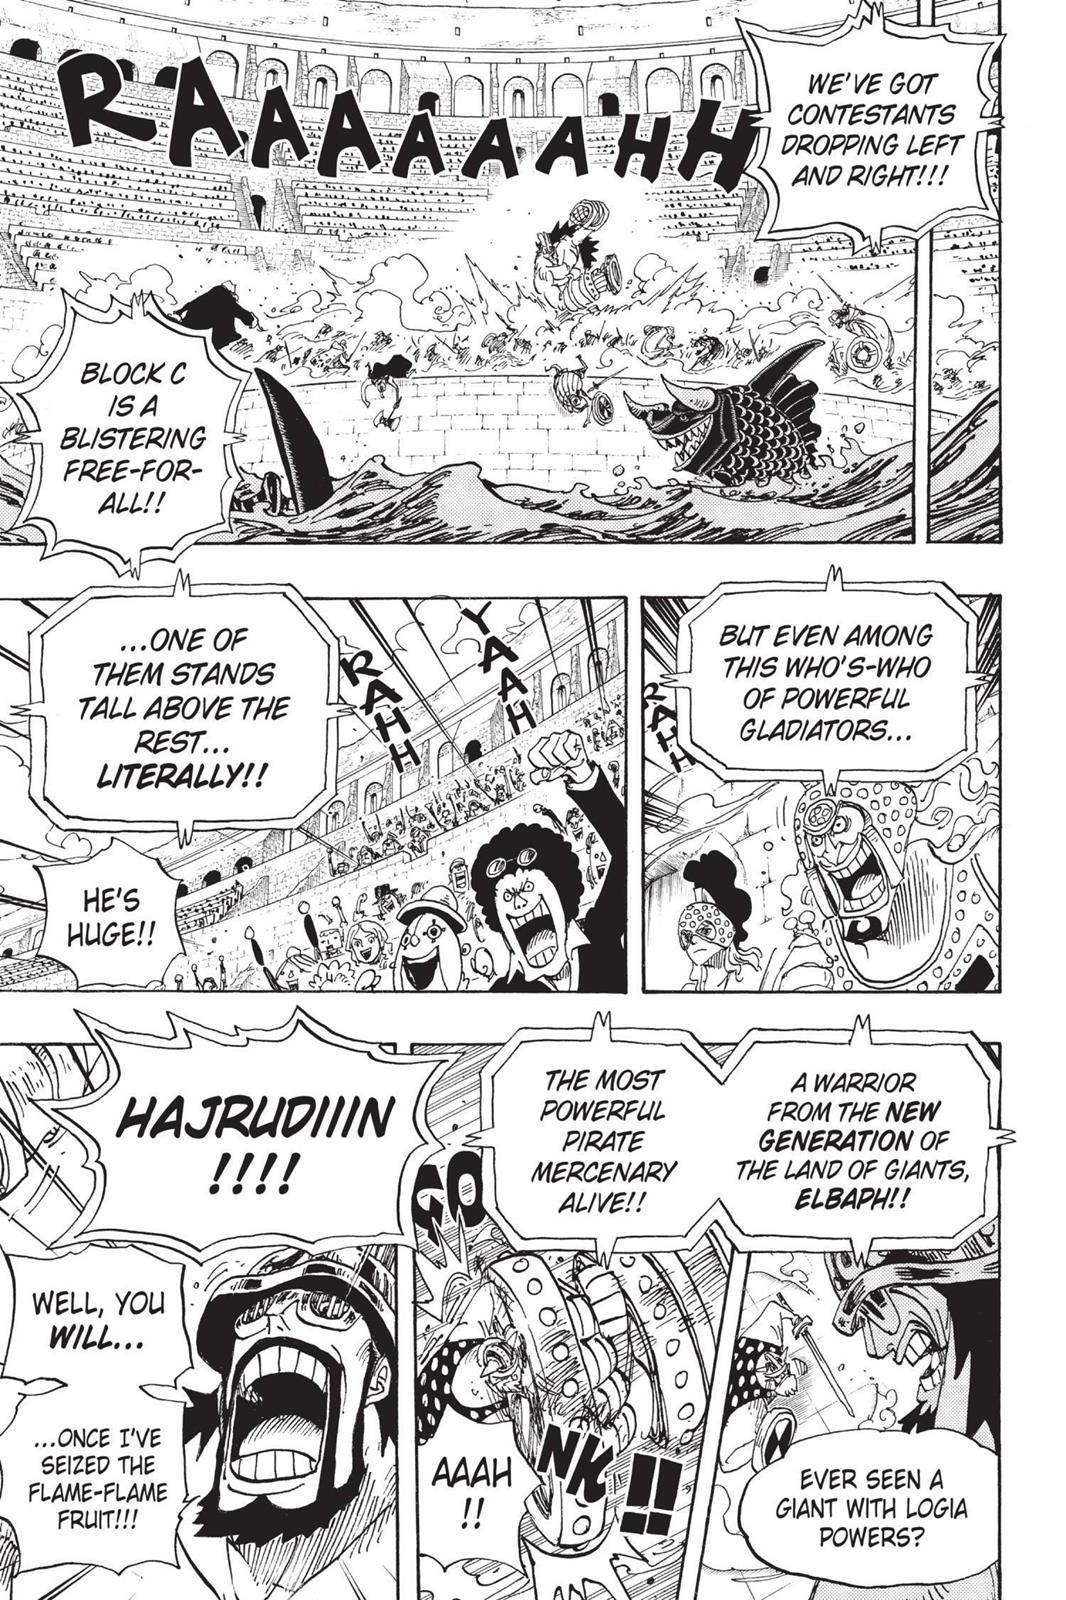 WE'VE GOT
CONTESTANTS
DROPPING LEFT
AND RIGHT!!!
RAAAAAAHH
BLOCK C
IS A
BLISTERING
FREE-FOR-
ALL!!
BUT EVEN AMONG
THIS WHO'S-WHO
OF POWERFUL
GLADIATORS...
RAHH
YAAH
RAHH
...ONE OF
THEM STANDS
TALL ABOVE THE
REST...
LITERALLY!!
HE'S
HUGE!!
A WARRIOR
FROM THE NEW
GENERATION OF
THE LAND OF GIANTS,
ELBAPH!!
EVER SEEN A
GIANT WITH LOGIA
POWERS?
THE MOST
POWERFUL
PIRATE
MERCENARY
ALIVE!!
GO
NK!!
AAAH
!!
HAJRUDIIIN
!!!!
WELL, YOU
WILL...
...ONCE I'VE
SEIZED THE
FLAME-FLAME
FRUIT!!!